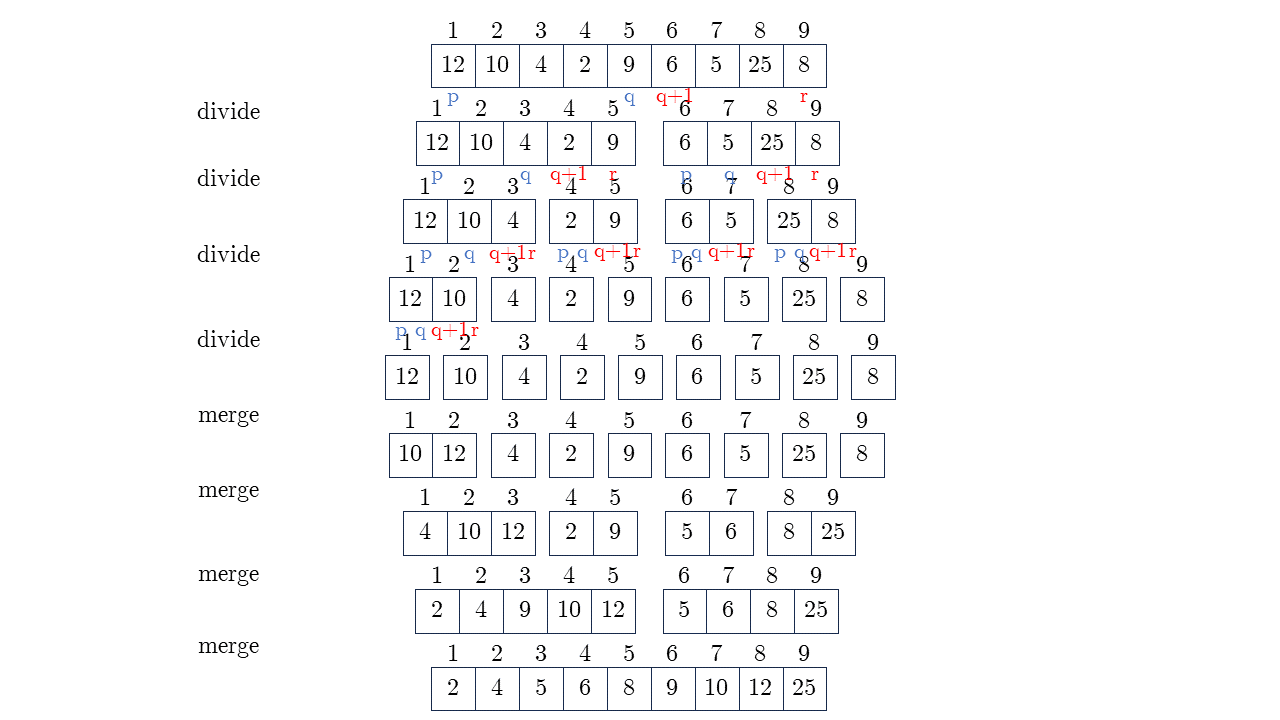 1 2 3 4 5 6 7 8 9
12 10 4 2 9 6 5 25 8
p q q+1 r
divide 1 2 3 4 5 6 7 8 9
12 10 4 2 9 6 5 25 8
p q q+1 r p q q+1 r
divide 1 2 3 4 5 6 7 8 9
12 10 4 2 9 6 5 25 8
p q q+1 r p q q+1 r p q q+1 r p q q+1 r
divide 1 2 3 4 5 6 7 8 9
12 10 4 2 9 6 5 25 8
p q q+1 r
divide 1 2 3 4 5 6 7 8 9
12 10 4 2 9 6 5 25 8
merge 1 2 3 4 5 6 7 8 9
10 12 4 2 9 6 5 25 8
merge 1 2 3 4 5 6 7 8 9
4 10 12 2 9 5 6 8 25
merge 1 2 3 4 5 6 7 8 9
2 4 9 10 12 5 6 8 25
merge 1 2 3 4 5 6 7 8 9
2 4 5 6 8 9 10 12 25